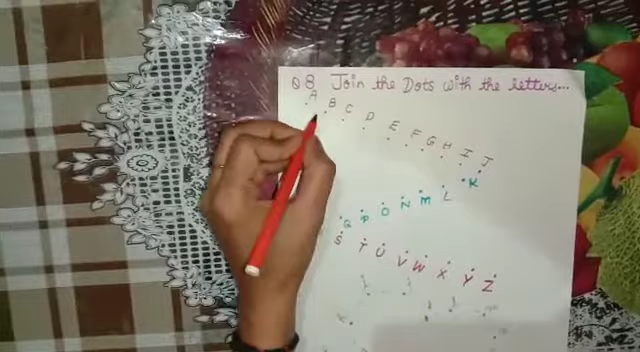 Q8 Join the Dots with the letters...
A B C D E F G H I J
Q P O N M L K
S T U V W X Y Z